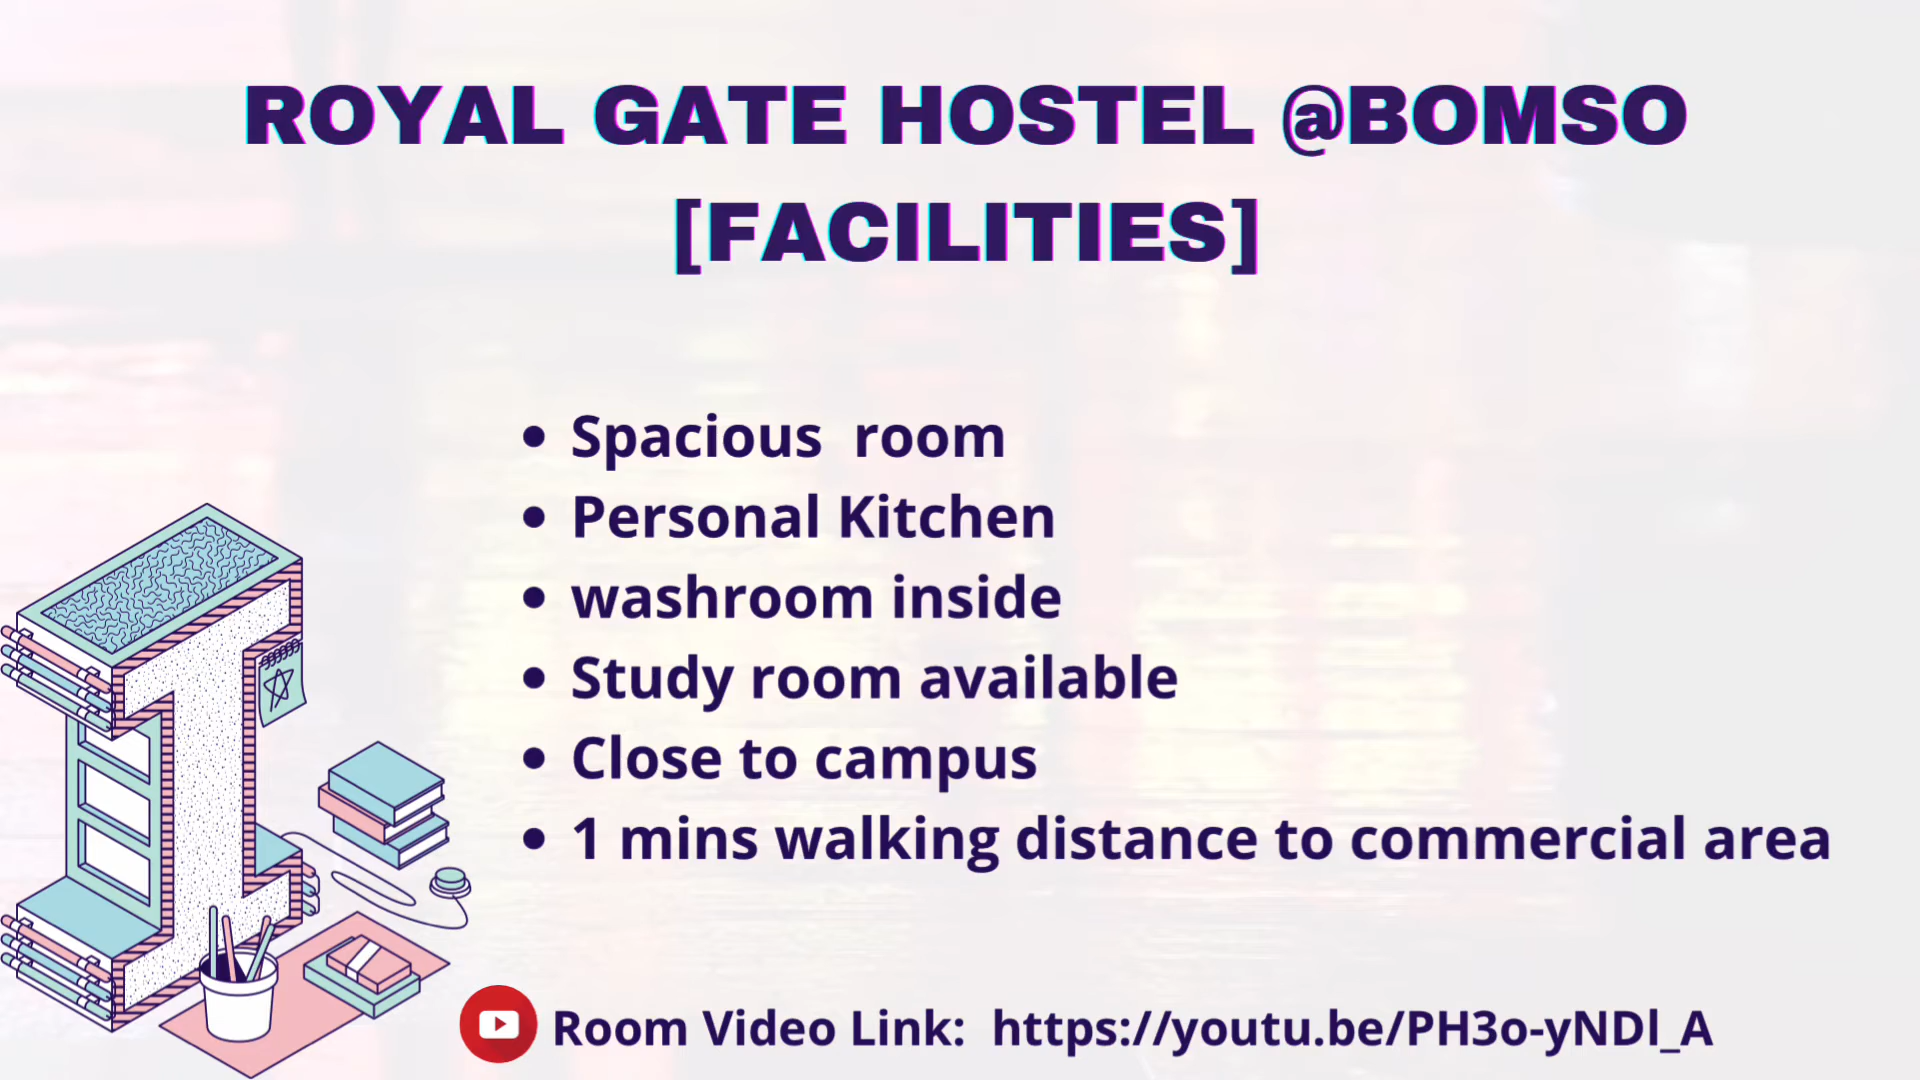 ROYAL GATE HOSTEL @BOMSO
[FACILITIES]
• Spacious  room
• Personal Kitchen
• washroom inside
• Study room available
• Close to campus
• 1 mins walking distance to commercial area
Room Video Link:  https://youtu.be/PH3o-yNDl_A